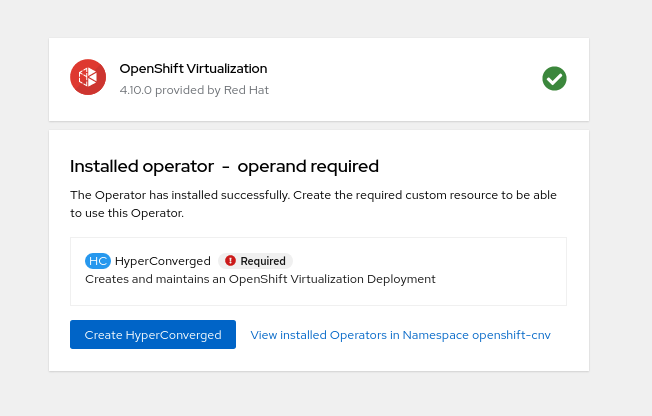 OpenShift Virtualization
4.10.0 provided by Red Hat
Installed operator - operand required
The Operator has installed successfully. Create the required custom resource to be able
to use this Operator.
HC HyperConverged Required
Creates and maintains an OpenShift Virtualization Deployment
Create HyperConverged View installed Operators in Namespace openshift-cnv